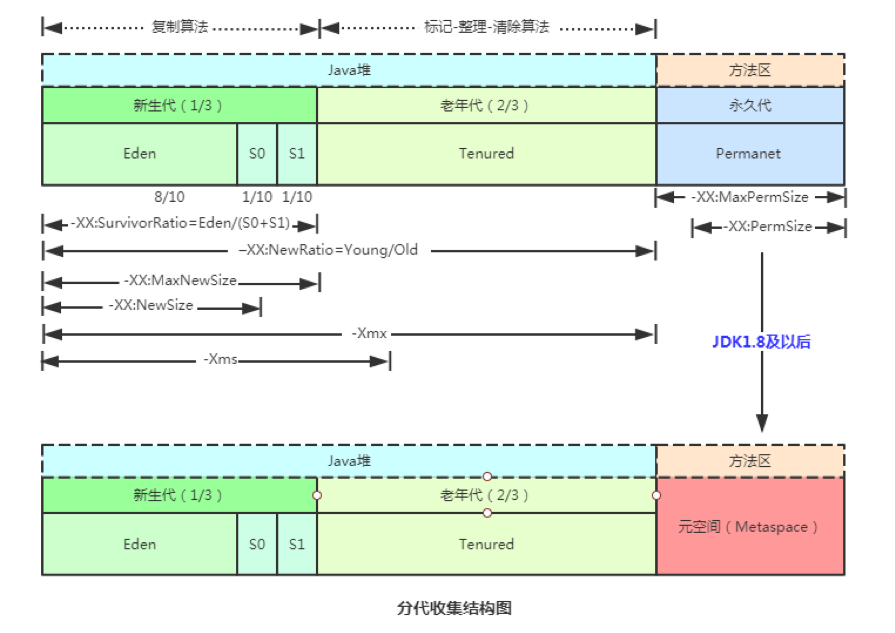 复制算法 标记-整理-清除算法
Java堆 方法区
新生代（1/3） 老年代（2/3） 永久代
Eden S0 S1 Tenured Permanet
8/10 1/10 1/10
-XX:MaxPermSize
-XX:SurvivorRatio=Eden/(S0+S1)
-XX:PermSize
–XX:NewRatio=Young/Old
-XX:MaxNewSize
-XX:NewSize
-Xmx
JDK1.8及以后
-Xms
Java堆 方法区
新生代（1/3） 老年代（2/3）
元空间（Metaspace）
Eden S0 S1 Tenured
分代收集结构图